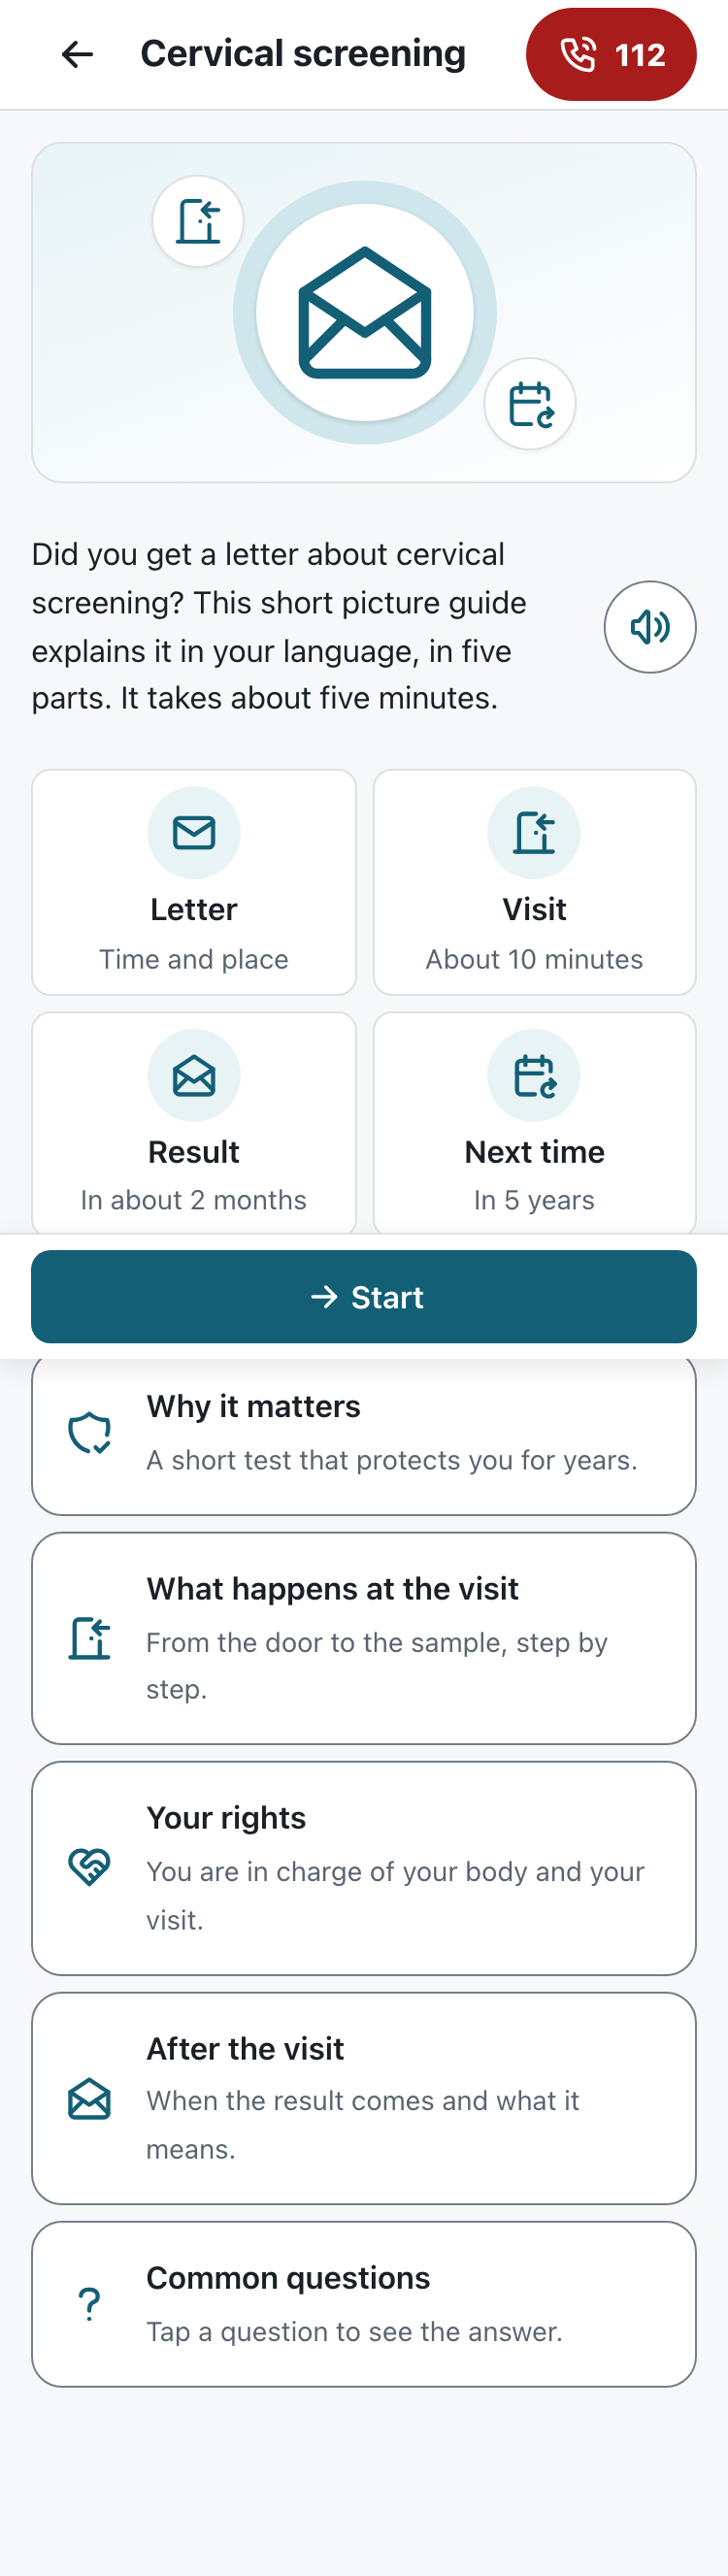 Cervical screening
112
Did you get a letter about cervical
screening? This short picture guide
explains it in your language, in five
parts. It takes about five minutes.
Letter
Time and place
Visit
About 10 minutes
Result
In about 2 months
Next time
In 5 years
Start
Why it matters
A short test that protects you for years.
What happens at the visit
From the door to the sample, step by
step.
Your rights
You are in charge of your body and your
visit.
After the visit
When the result comes and what it
means.
Common questions
Tap a question to see the answer.